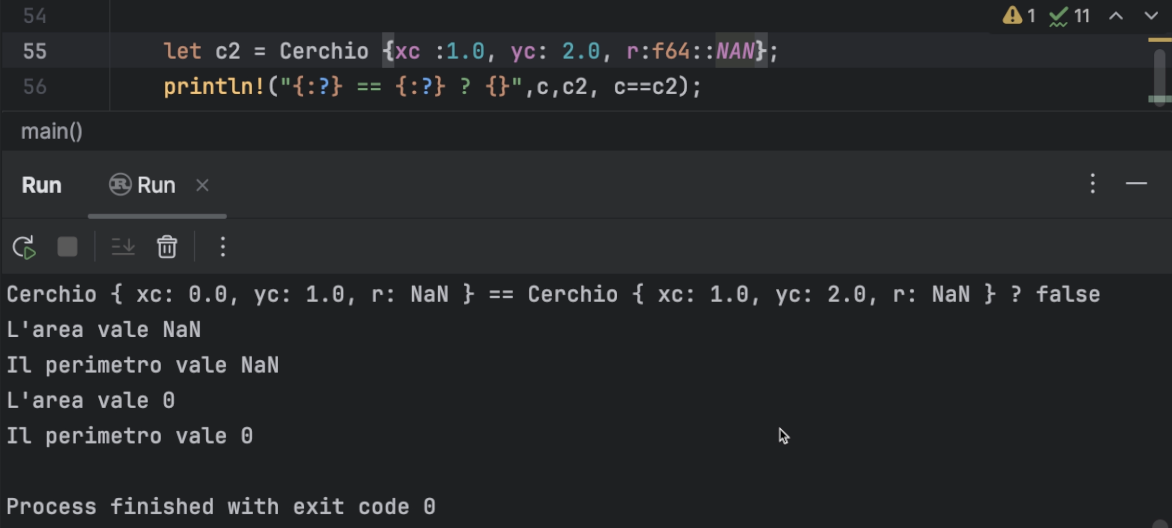 54
1 11
55 let c2 = Cerchio {xc :1.0, yc: 2.0, r:f64::NAN};
56 println!("{:?} == {:?} ? {}",c,c2, c==c2);
main()
Run Run
Cerchio { xc: 0.0, yc: 1.0, r: NaN } == Cerchio { xc: 1.0, yc: 2.0, r: NaN } ? false
L'area vale NaN
Il perimetro vale NaN
L'area vale 0
Il perimetro vale 0
Process finished with exit code 0